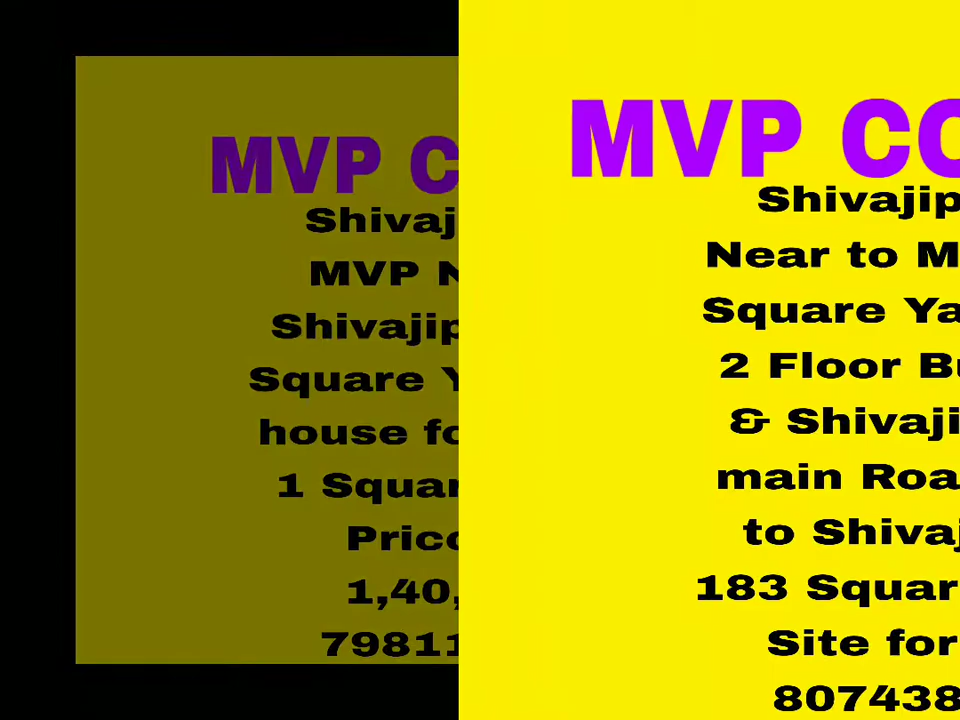 MVP C
Shivaj
MVP N
Shivajip
Square Y
house fo
1 Squar
Pric
1,40,
79811
MVP CO
Shivajip
Near to M
Square Ya
2 Floor Bu
& Shivaji
main Roa
to Shivaj
183 Squar
Site for
807438